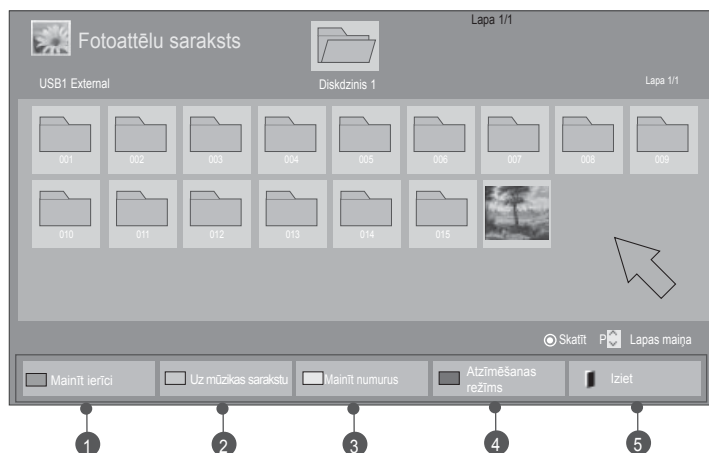 Lapa 1/1
Fotoattēlu saraksts
USB1 External
Diskdzinis 1
Lapa 1/1
001 002 003 004 005 006 007 008 009
010 011 012 013 014 015
Skatīt P Lapas maiņa
Mainīt ierīci
Uz mūzikas sarakstu
Mainīt numurus
Atzīmēšanas
režīms
Iziet
1 2 3 4 5